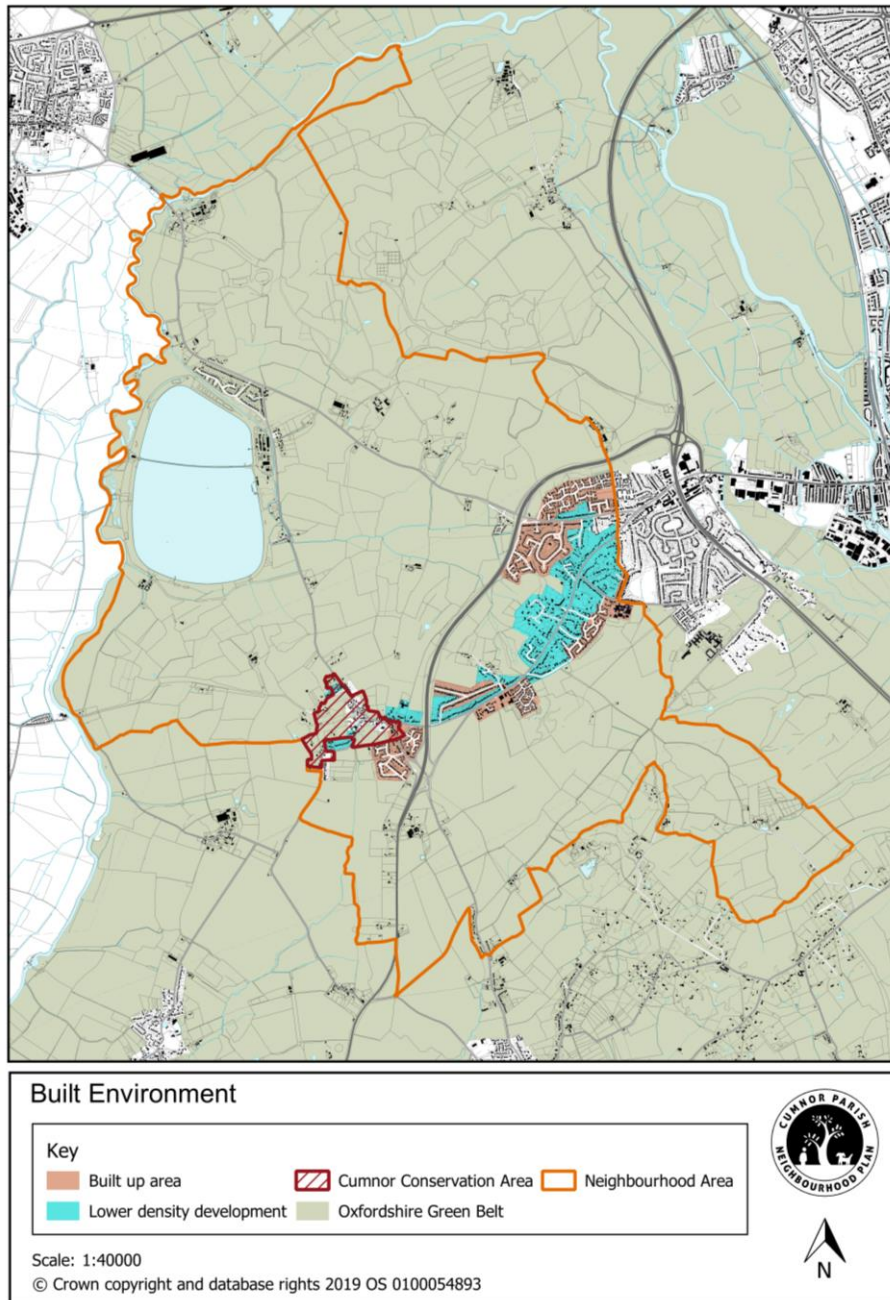 Built Environment
Key
Built up area
Cumnor Conservation Area
Neighbourhood Area
Lower density development
Oxfordshire Green Belt
Scale: 1:40000
© Crown copyright and database rights 2019 OS 0100054893
CUMNOR PARISH
NEIGHBOURHOOD PLAN
N